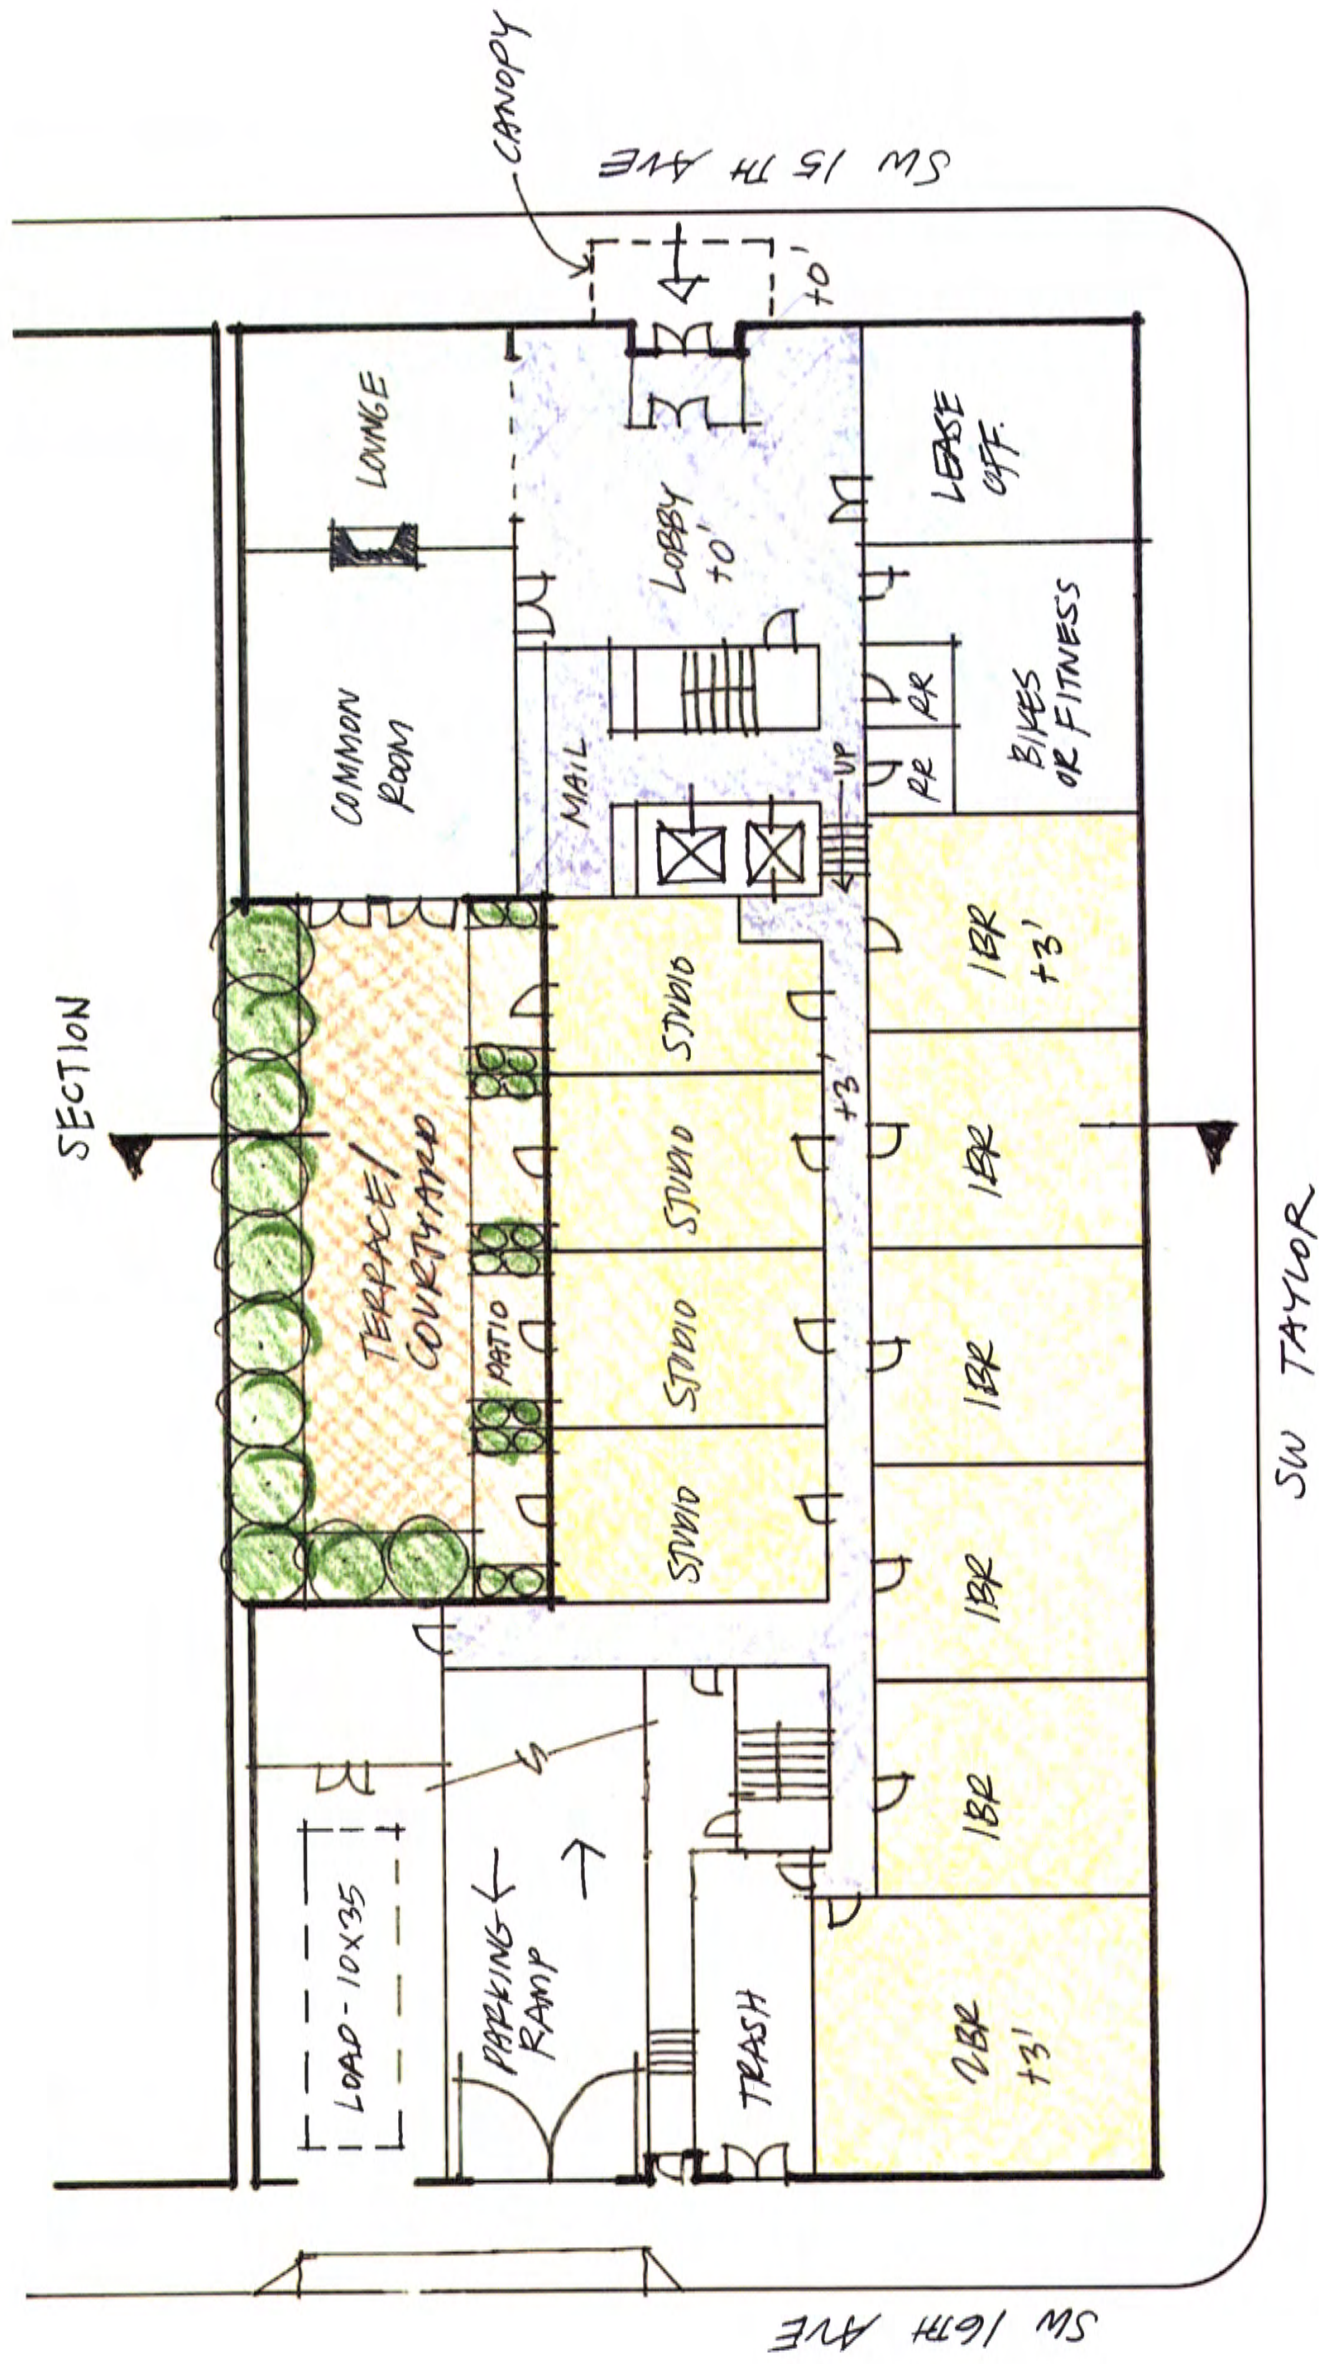 SECTION
CANOPY
SW 15TH AVE
LOUNGE
COMMON
ROOM
LOBBY
+0'
+0'
LEASE
OFF.
MAIL
UP
RR
RR
BIKES
OR FITNESS
TERRACE/
COURTYARD
PATIO
STUDIO
STUDIO
STUDIO
STUDIO
+3'
1BR
+3'
1BR
1BR
1BR
1BR
2BR
+3'
LOAD - 10X35
PARKING
RAMP
TRASH
SW TAYLOR
SW 16TH AVE